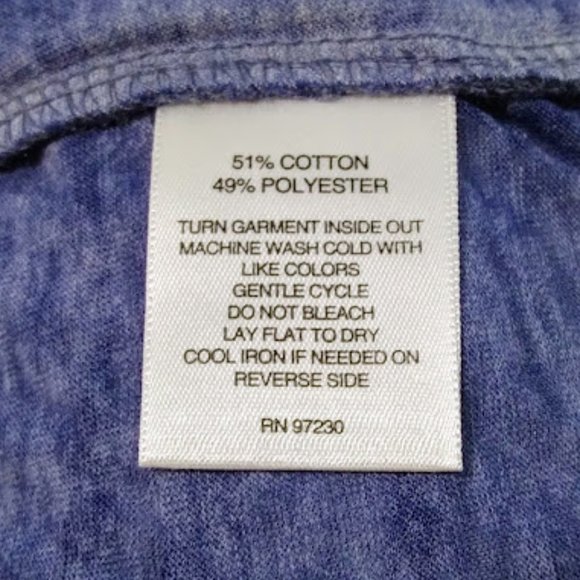 51% COTTON
49% POLYESTER
TURN GARMENT INSIDE OUT
MACHINE WASH COLD WITH
LIKE COLORS
GENTLE CYCLE
DO NOT BLEACH
LAY FLAT TO DRY
COOL IRON IF NEEDED ON
REVERSE SIDE
RN 97230